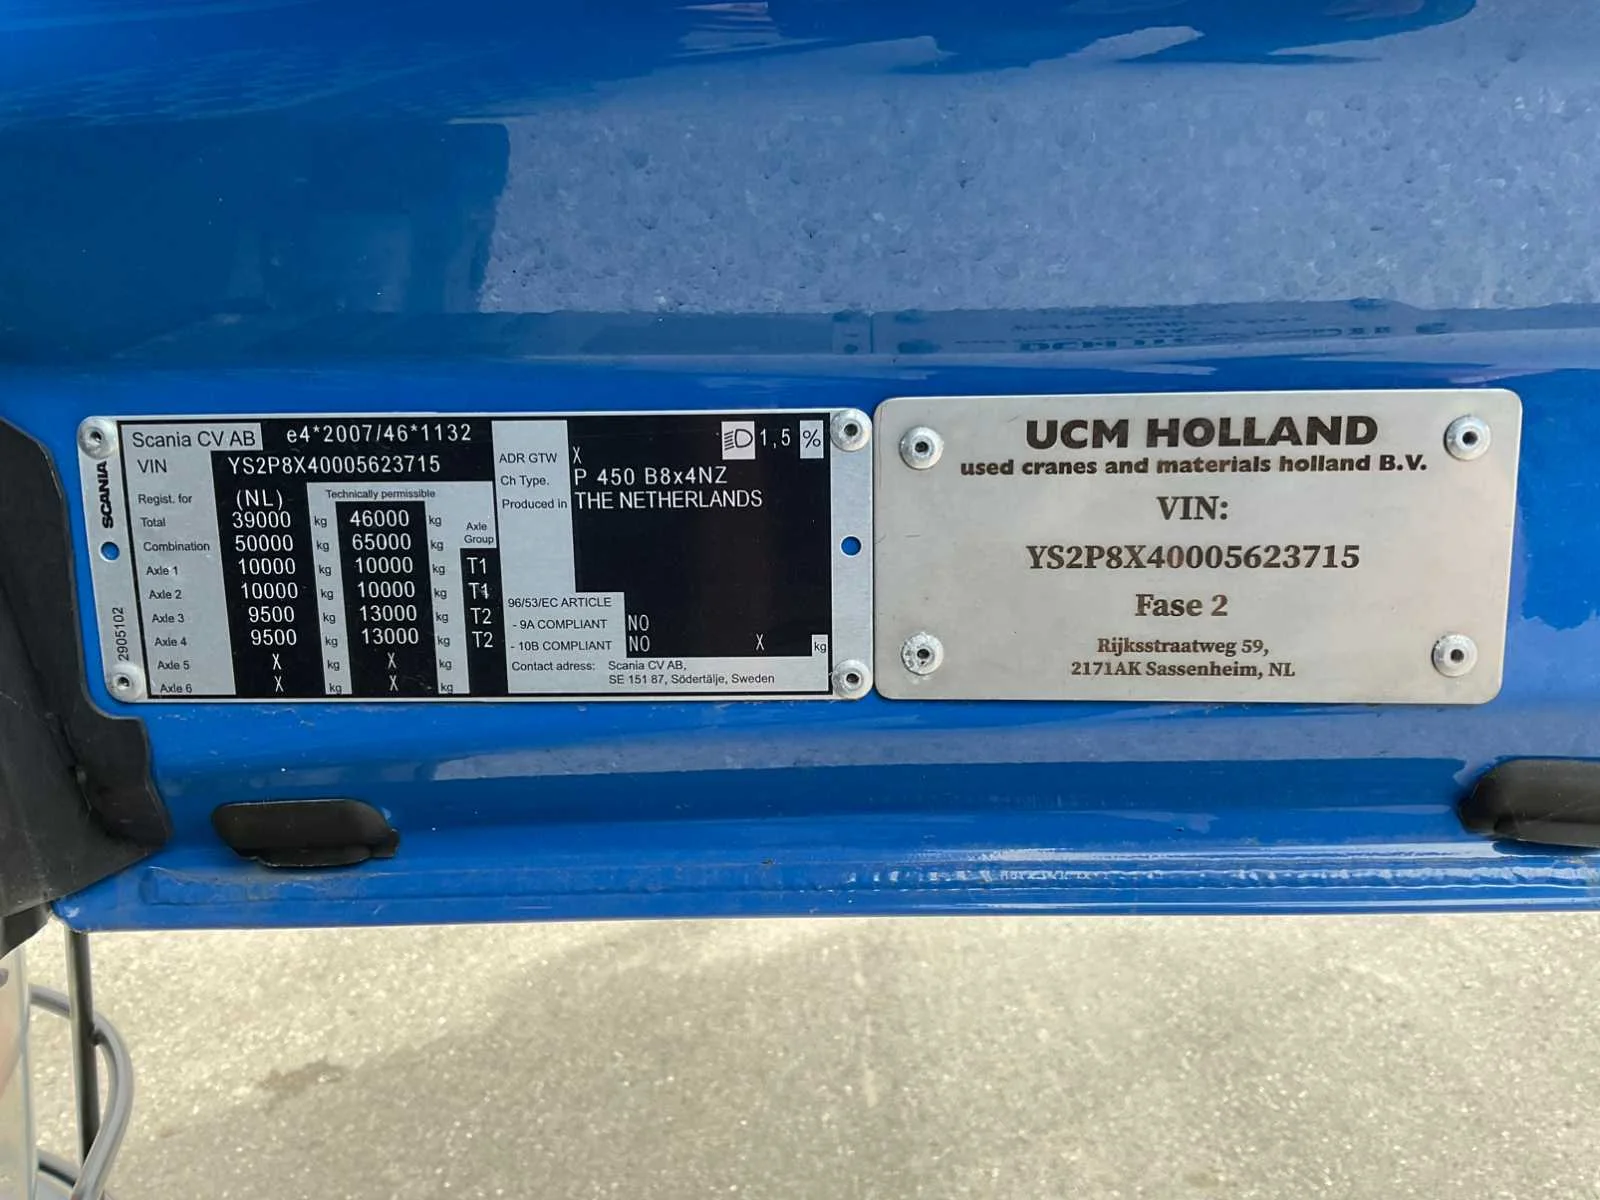 Scania CV AB e4*2007/46*1132
VIN YS2P8X40005623715
Regist. for (NL) Technically permissible
Total 39000 kg 46000 kg Axle Group
Combination 50000 kg 65000 kg
Axle 1 10000 kg 10000 kg T1
Axle 2 10000 kg 10000 kg T1
Axle 3 9500 kg 13000 kg T2
Axle 4 9500 kg 13000 kg T2
Axle 5 X kg X kg
Axle 6 X kg X kg
SCANIA
2905102
1,5 %
ADR GTW X
Ch Type. P 450 B8x4NZ
Produced in THE NETHERLANDS
96/53/EC ARTICLE
- 9A COMPLIANT NO
- 10B COMPLIANT NO X kg
Contact adress: Scania CV AB,
SE 151 87, Södertälje, Sweden
UCM HOLLAND
used cranes and materials holland B.V.
VIN:
YS2P8X40005623715
Fase 2
Rijksstraatweg 59,
2171AK Sassenheim, NL